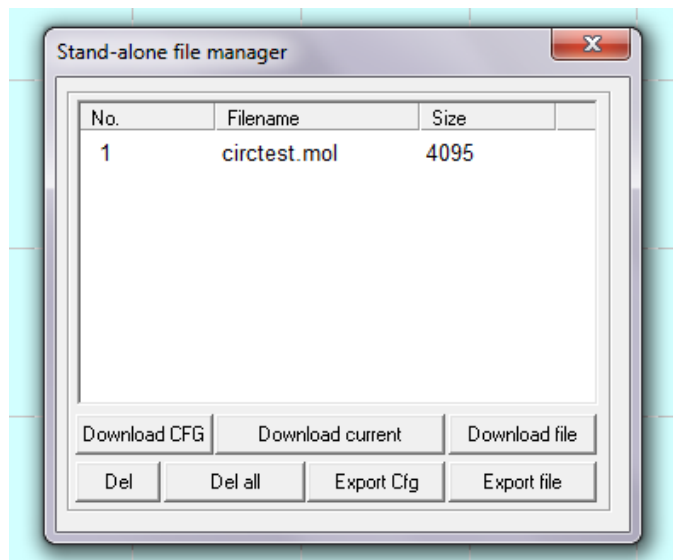 Stand-alone file manager
No. Filename Size
1 circtest.mol 4095
Download CFG Download current Download file
Del Del all Export Cfg Export file